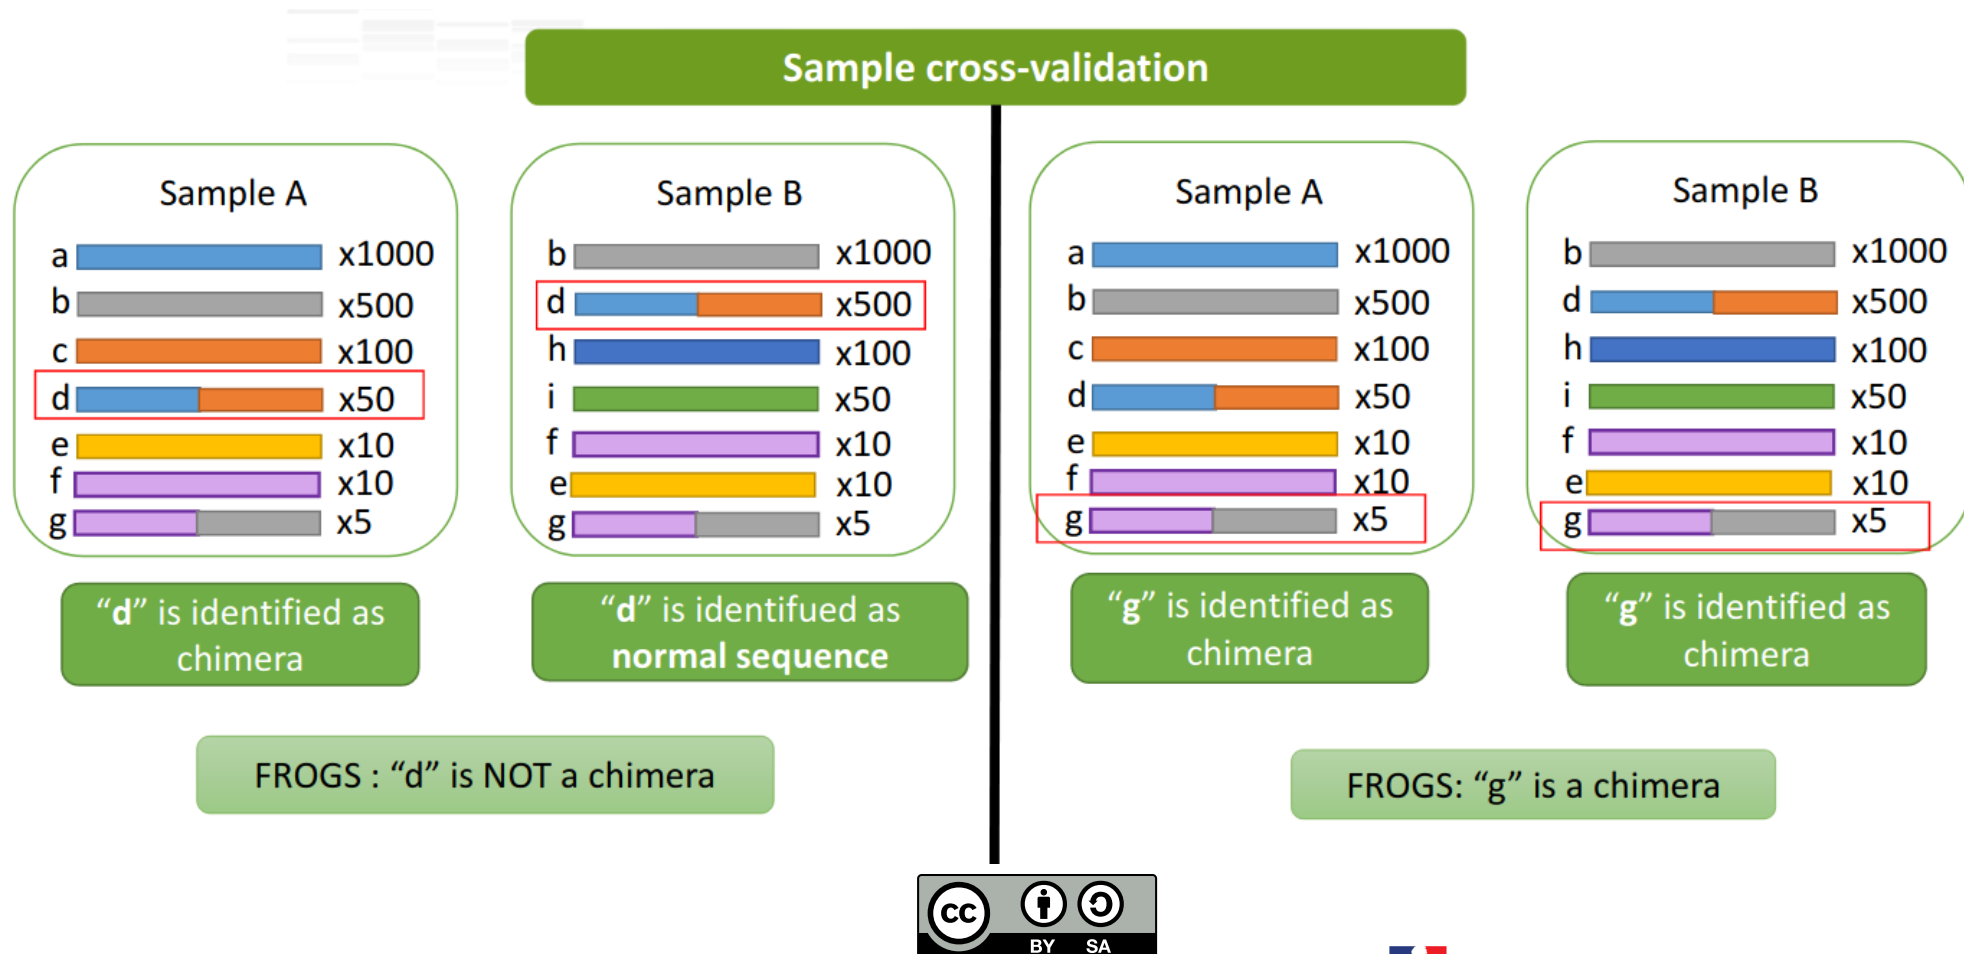 Sample cross-validation
Sample A
a x1000
b x500
c x100
d x50
e x10
f x10
g x5
"d" is identified as
chimera
Sample B
b x1000
d x500
h x100
i x50
f x10
e x10
g x5
"d" is identifued as
normal sequence
FROGS : "d" is NOT a chimera
Sample A
a x1000
b x500
c x100
d x50
e x10
f x10
g x5
"g" is identified as
chimera
Sample B
b x1000
d x500
h x100
i x50
f x10
e x10
g x5
"g" is identified as
chimera
FROGS: "g" is a chimera
cc
BY SA